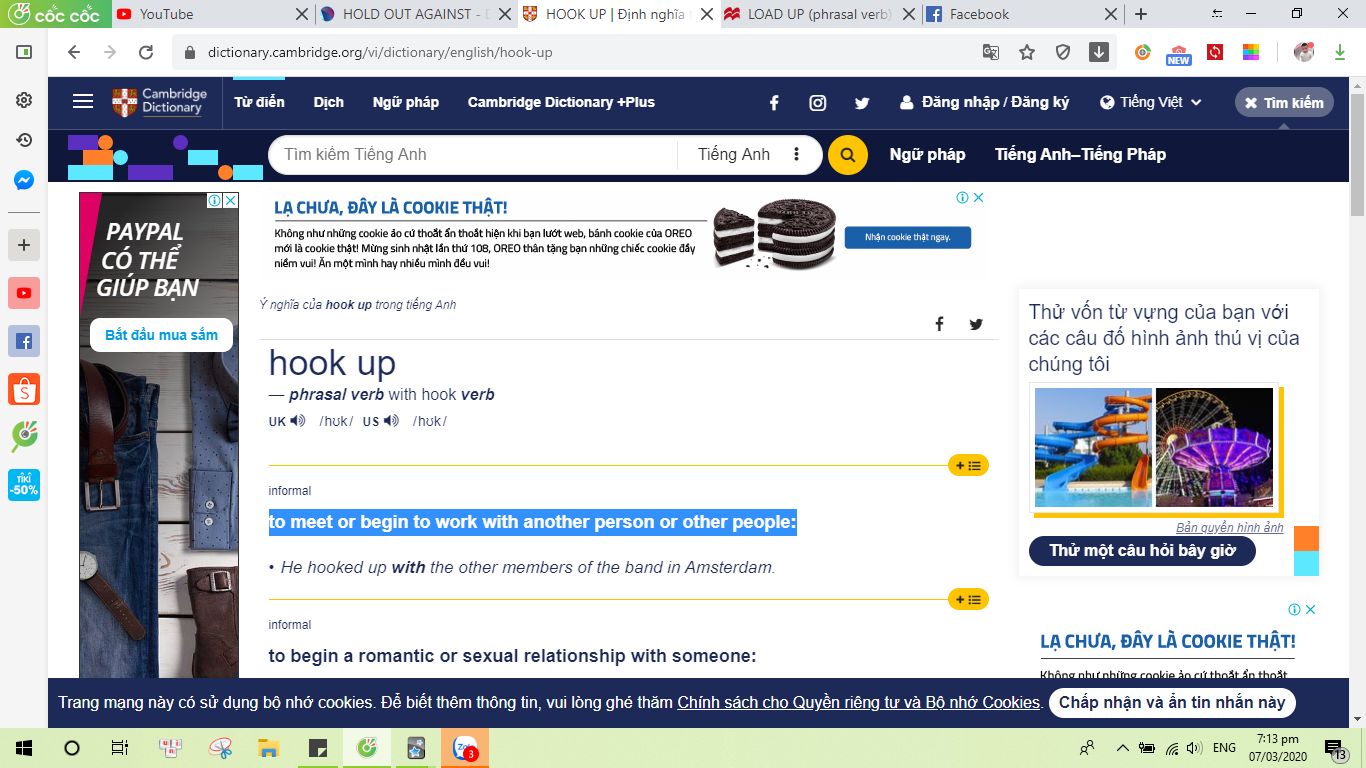 cốc cốc
YouTube
HOLD OUT AGAINST - D
HOOK UP | Định nghĩa
LOAD UP (phrasal verb)
Facebook
dictionary.cambridge.org/vi/dictionary/english/hook-up
NEW
Cambridge
Dictionary
Từ điển
Dịch
Ngữ pháp
Cambridge Dictionary +Plus
Đăng nhập / Đăng ký
Tiếng Việt
Tìm kiếm
Tìm kiếm Tiếng Anh
Tiếng Anh
Ngữ pháp
Tiếng Anh–Tiếng Pháp
PAYPAL
CÓ THỂ
GIÚP BẠN
Bắt đầu mua sắm
LẠ CHƯA, ĐÂY LÀ COOKIE THẬT!
Không như những cookie ảo cứ thoắt ẩn thoắt hiện khi bạn lướt web, bánh cookie của OREO
mới là cookie thật! Mừng sinh nhật lần thứ 108, OREO thân tặng bạn những chiếc cookie đầy
niềm vui! Ăn một mình hay nhiều mình đều vui!
Nhận cookie thật ngay.
Ý nghĩa của hook up trong tiếng Anh
hook up
— phrasal verb with hook verb
UK /hʊk/ US /hʊk/
informal
to meet or begin to work with another person or other people:
• He hooked up with the other members of the band in Amsterdam.
informal
to begin a romantic or sexual relationship with someone:
Thử vốn từ vựng của bạn với
các câu đố hình ảnh thú vị của
chúng tôi
Bản quyền hình ảnh
Thử một câu hỏi bây giờ
LẠ CHƯA, ĐÂY LÀ COOKIE THẬT!
Không như những cookie ảo cứ thoắt ẩn thoắt
TIKI
-50%
Trang mạng này có sử dụng bộ nhớ cookies. Để biết thêm thông tin, vui lòng ghé thăm Chính sách cho Quyền riêng tư và Bộ nhớ Cookies.
Chấp nhận và ẩn tin nhắn này
3
ENG
7:13 pm
07/03/2020
13